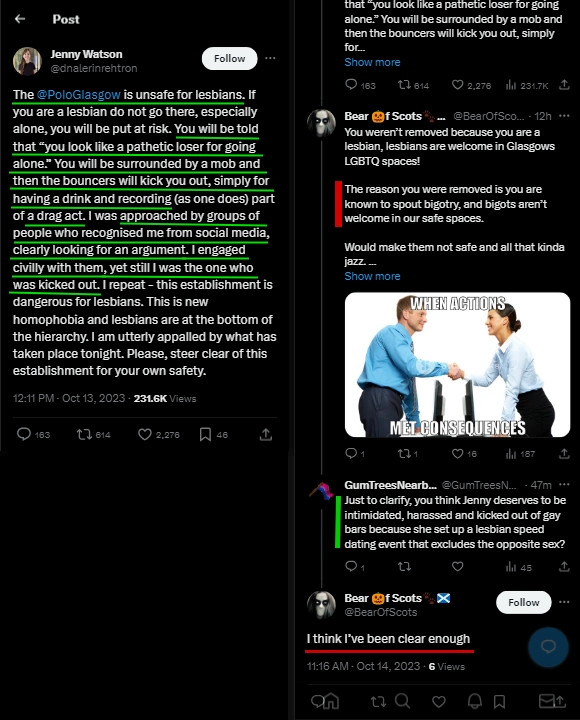 Post
Jenny Watson
@dnalerinrehtron
Follow
The @PoloGlasgow is unsafe for lesbians. If
you are a lesbian do not go there, especially
alone, you will be put at risk. You will be told
that “you look like a pathetic loser for going
alone.” You will be surrounded by a mob and
then the bouncers will kick you out, simply for
having a drink and recording (as one does) part
of a drag act. I was approached by groups of
people who recognised me from social media,
clearly looking for an argument. I engaged
civilly with them, yet still I was the one who
was kicked out. I repeat - this establishment is
dangerous for lesbians. This is new
homophobia and lesbians are at the bottom of
the hierarchy. I am utterly appalled by what has
taken place tonight. Please, steer clear of this
establishment for your own safety.
12:11 PM · Oct 13, 2023 · 231.6K Views
163 614 2,276 46
that “you look like a pathetic loser for going
alone.” You will be surrounded by a mob and
then the bouncers will kick you out, simply
for...
Show more
163 614 2,276 231.7K
Bear 🎃f Scots 🐾... @BearOfSco... · 12h
You weren’t removed because you are a
lesbian, lesbians are welcome in Glasgows
LGBTQ spaces!
The reason you were removed is you are
known to spout bigotry, and bigots aren’t
welcome in our safe spaces.
Would make them not safe and all that kinda
jazz. ...
Show more
WHEN ACTIONS
MET CONSEQUENCES
1 1 16 187
GumTreesNearb... @GumTreesN... · 47m
Just to clarify, you think Jenny deserves to be
intimidated, harassed and kicked out of gay
bars because she set up a lesbian speed
dating event that excludes the opposite sex?
1 45
Bear 🎃f Scots 🐾🏴󠁧󠁢󠁳󠁣󠁴󠁿
@BearOfScots
Follow
I think I’ve been clear enough
11:16 AM · Oct 14, 2023 · 6 Views